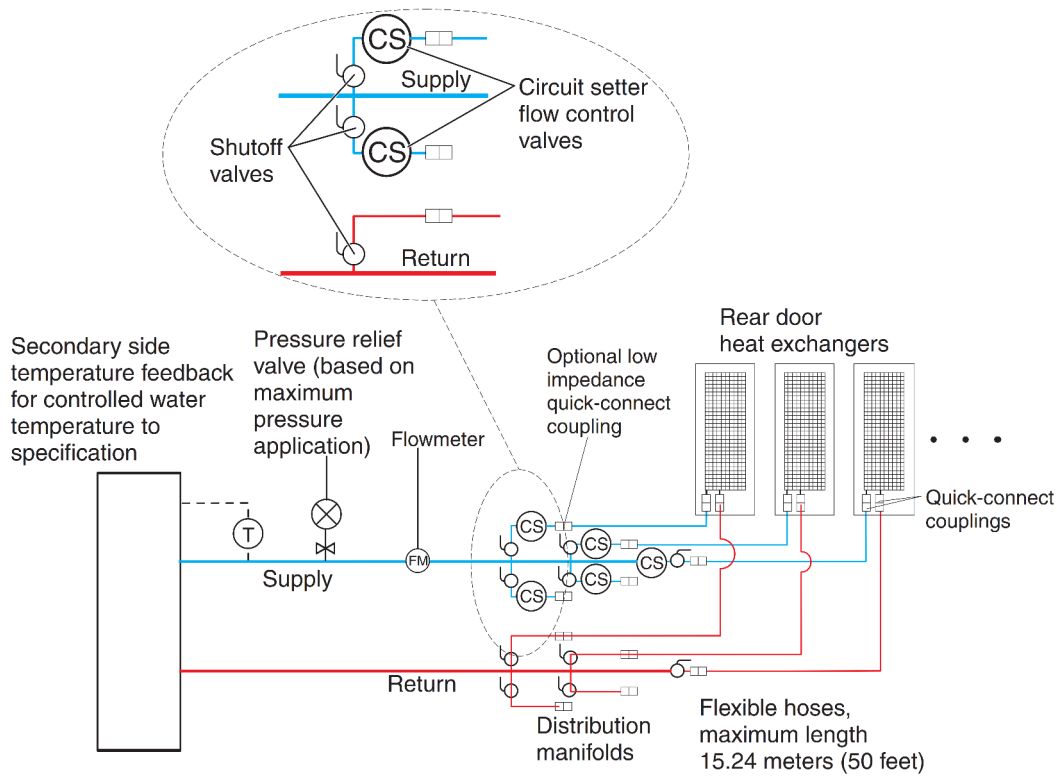 CS
Supply
Circuit setter
flow control
valves
CS
Shutoff
valves
Return
Secondary side
temperature feedback
for controlled water
temperature to
specification
Pressure relief
valve (based on
maximum
pressure
application)
Flowmeter
Optional low
impedance
quick-connect
coupling
Rear door
heat exchangers
Quick-connect
couplings
T
FM
CS
CS
CS
CS
CS
Supply
Return
Distribution
manifolds
Flexible hoses,
maximum length
15.24 meters (50 feet)